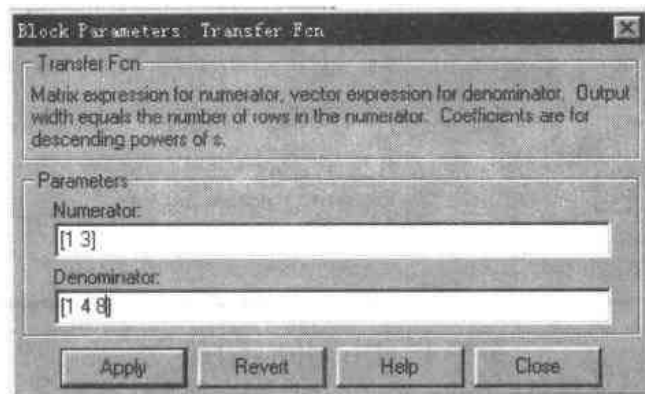 Block Parameters: Transfer Fcn
Transfer Fcn
Matrix expression for numerator, vector expression for denominator. Output
width equals the number of rows in the numerator. Coefficients are for
descending powers of s.
Parameters
Numerator:
[1 3]
Denominator:
[1 4 8]
Apply
Revert
Help
Close